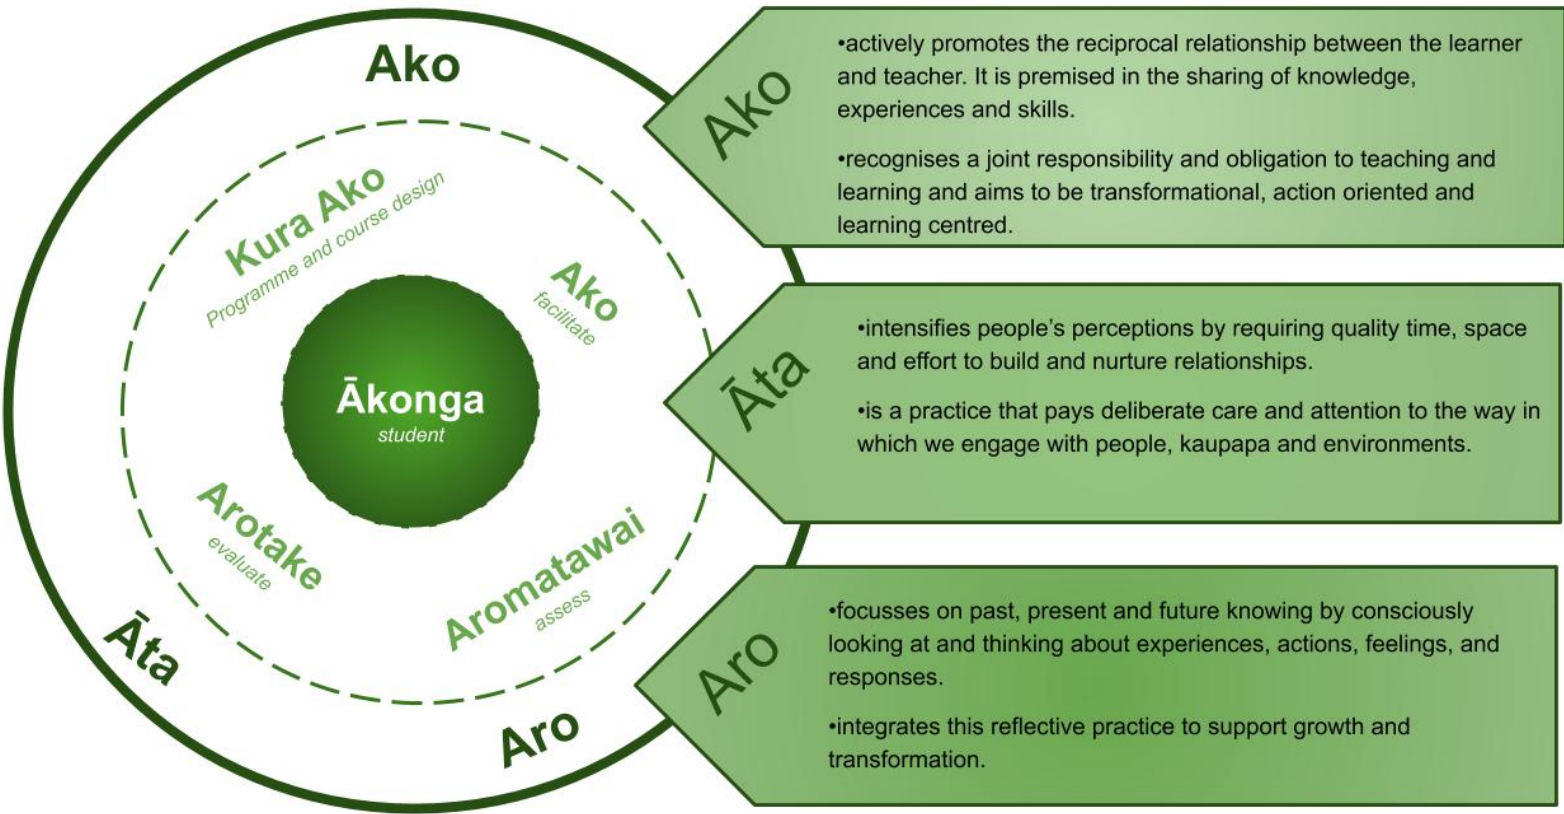 Ako
Kura Ako
Programme and course design
Ako
facilitate
Ākonga
student
Arotake
evaluate
Aromatawai
assess
Āta
Aro
Ako
•actively promotes the reciprocal relationship between the learner
and teacher. It is premised in the sharing of knowledge,
experiences and skills.
•recognises a joint responsibility and obligation to teaching and
learning and aims to be transformational, action oriented and
learning centred.
Āta
•intensifies people’s perceptions by requiring quality time, space
and effort to build and nurture relationships.
•is a practice that pays deliberate care and attention to the way in
which we engage with people, kaupapa and environments.
Aro
•focusses on past, present and future knowing by consciously
looking at and thinking about experiences, actions, feelings, and
responses.
•integrates this reflective practice to support growth and
transformation.